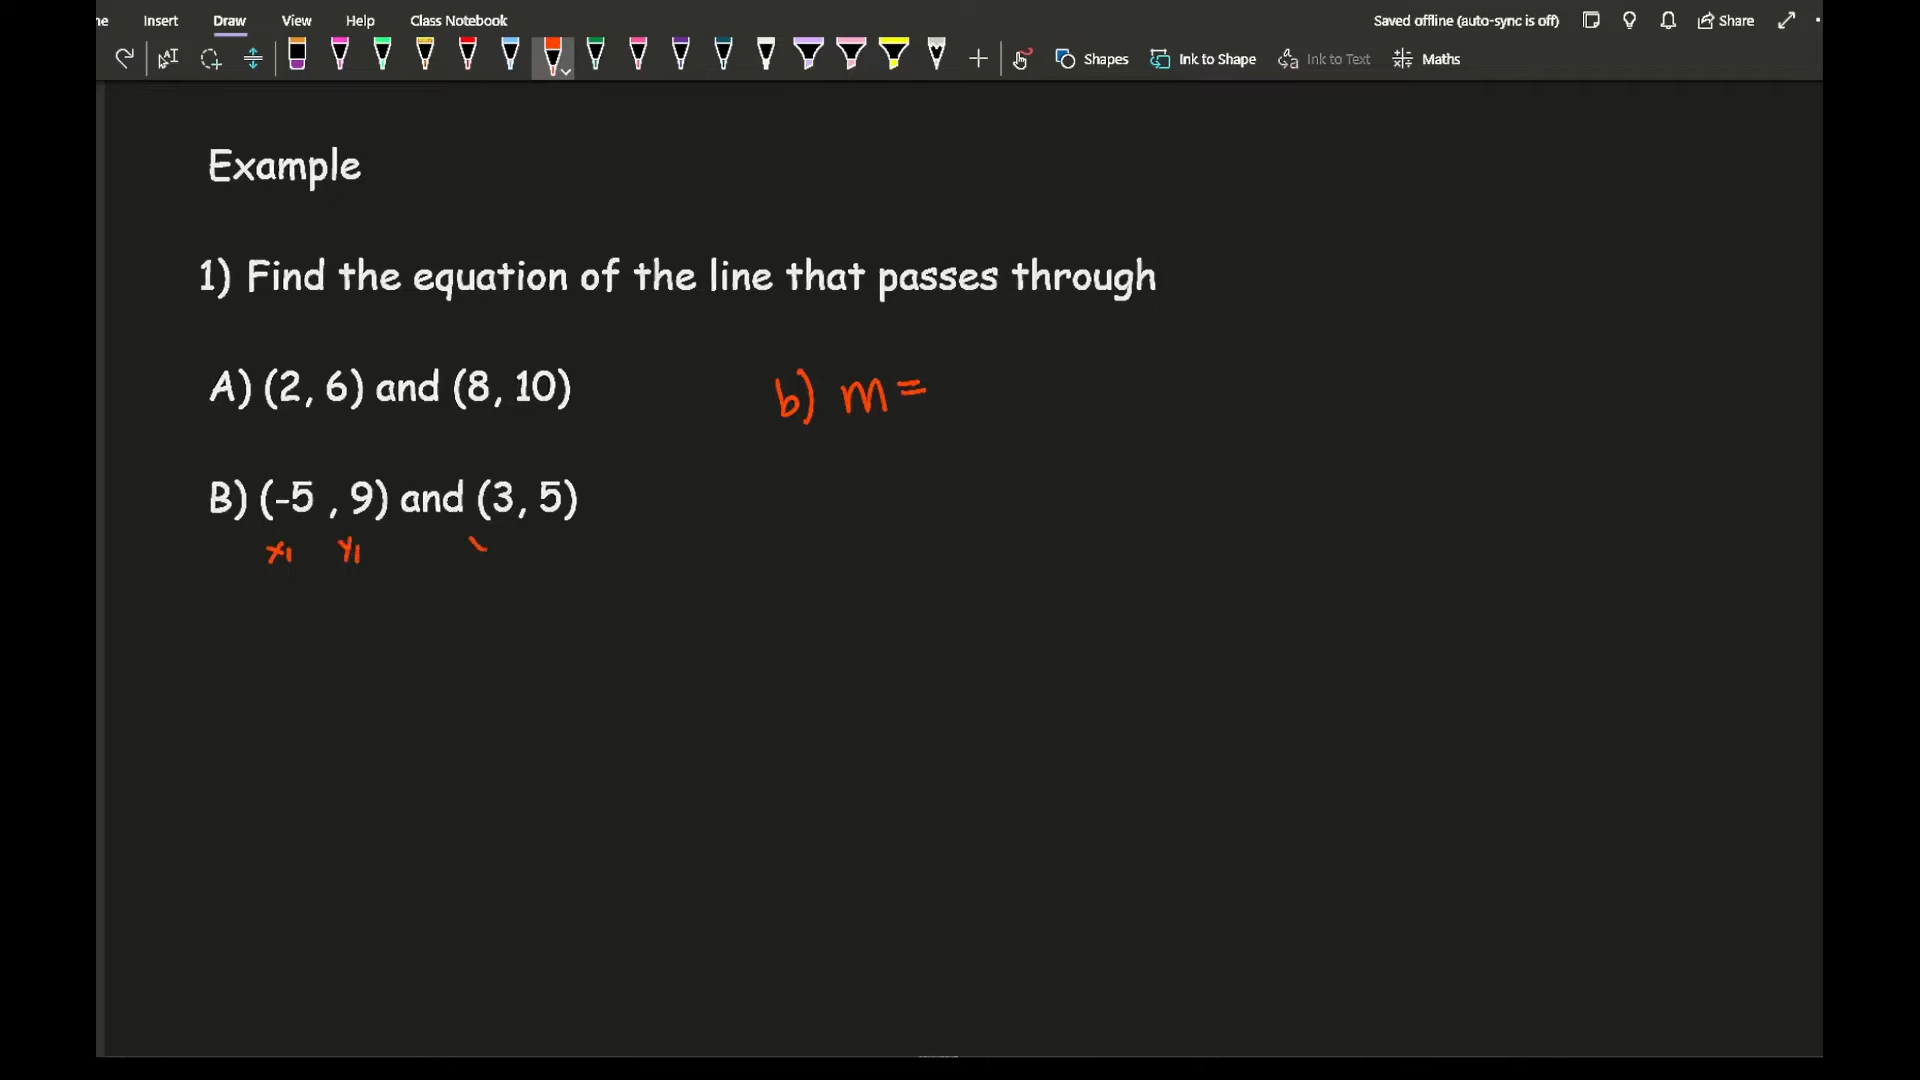 Insert Draw View Help Class Notebook Saved offline (auto-sync is off) Share
Shapes Ink to Shape Ink to Text Maths
Example
1) Find the equation of the line that passes through
A) (2, 6) and (8, 10)
b) m =
B) (-5 , 9) and (3, 5)
x1 y1